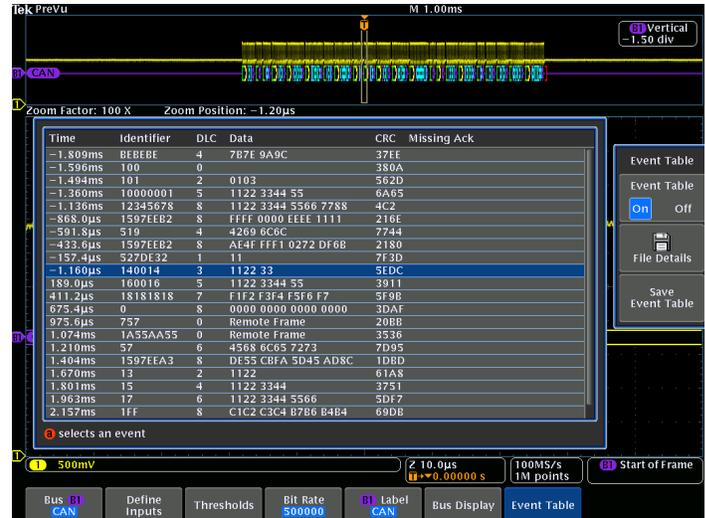 Tek PreVu M 1.00ms
B1 Vertical
-1.50 div
B1 CAN
1
Zoom Factor: 100 X Zoom Position: -1.20µs
Time Identifier DLC Data CRC Missing Ack
-1.809ms BEBEBE 4 7B7E 9A9C 37EE
-1.596ms 100 0 380A
-1.494ms 101 2 0103 562D
-1.360ms 10000001 5 1122 3344 55 6A65
-1.136ms 12345678 8 1122 3344 5566 7788 4C2
-868.0µs 1597EEB2 8 FFFF 0000 EEEE 1111 216E
-591.8µs 519 4 4269 6C6C 7744
-433.6µs 1597EEB2 8 AE4F FFF1 0272 DF6B 2180
-157.4µs 527DE32 1 11 7F3D
-1.160µs 140014 3 1122 33 5EDC
189.0µs 160016 5 1122 3344 55 3911
411.2µs 18181818 7 F1F2 F3F4 F5F6 F7 5F9B
675.4µs 0 8 0000 0000 0000 0000 3DAF
975.6µs 757 0 Remote Frame 20BB
1.074ms 1A55AA55 0 Remote Frame 3536
1.210ms 57 6 4568 6C65 7273 7D95
1.404ms 1597EEA3 8 DE55 CBFA 5D45 AD8C 1DBD
1.670ms 13 2 1122 61A8
1.801ms 15 4 1122 3344 3751
1.963ms 17 6 1122 3344 5566 5DF7
2.157ms 1FF 8 C1C2 C3C4 B7B6 B4B4 69DB
a selects an event
Event Table
Event Table
On Off
File Details
Save
Event Table
B1
1
1 500mV
Z 10.0µs
T→▼0.00000 s
100MS/s
1M points
B1 Start of Frame
Bus B1
CAN
Define
Inputs
Thresholds
Bit Rate
500000
B1 Label
CAN
Bus Display
Event Table